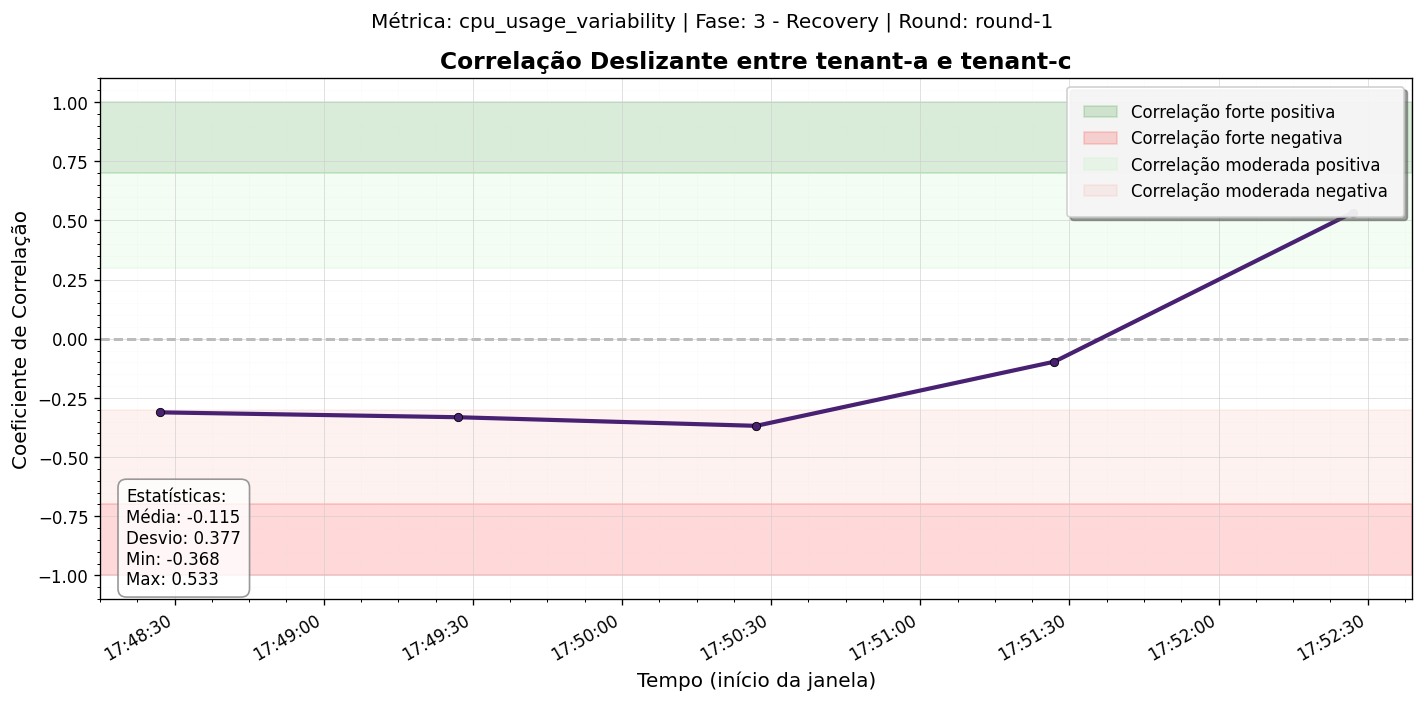 Métrica: cpu_usage_variability | Fase: 3 - Recovery | Round: round-1
Correlação Deslizante entre tenant-a e tenant-c
Correlação forte positiva
Correlação forte negativa
Correlação moderada positiva
Correlação moderada negativa
Coeficiente de Correlação
1.00
0.75
0.50
0.25
0.00
−0.25
−0.50
−0.75
−1.00
Estatísticas:
Média: -0.115
Desvio: 0.377
Min: -0.368
Max: 0.533
17:48:30
17:49:00
17:49:30
17:50:00
17:50:30
17:51:00
17:51:30
17:52:00
17:52:30
Tempo (início da janela)